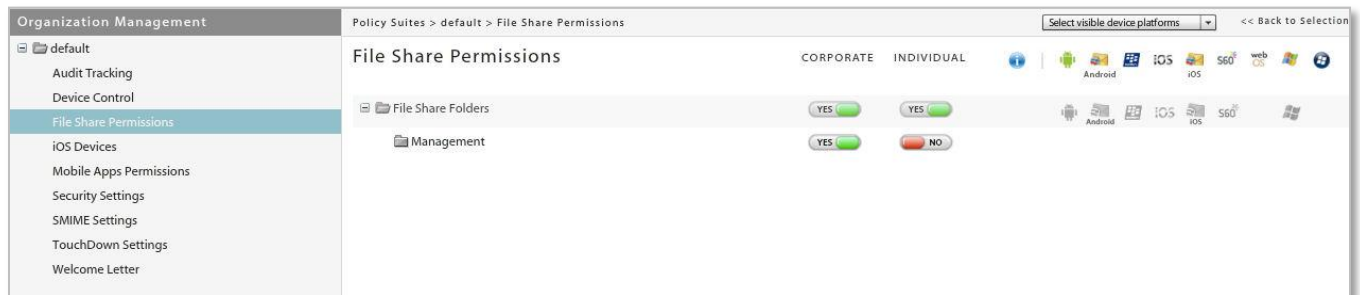 Organization Management
default
Audit Tracking
Device Control
File Share Permissions
iOS Devices
Mobile Apps Permissions
Security Settings
SMIME Settings
TouchDown Settings
Welcome Letter
Policy Suites > default > File Share Permissions
Select visible device platforms
<< Back to Selection
File Share Permissions
CORPORATE INDIVIDUAL
Android iOS iOS S60 web OS
File Share Folders YES YES
Android iOS iOS S60
Management YES NO